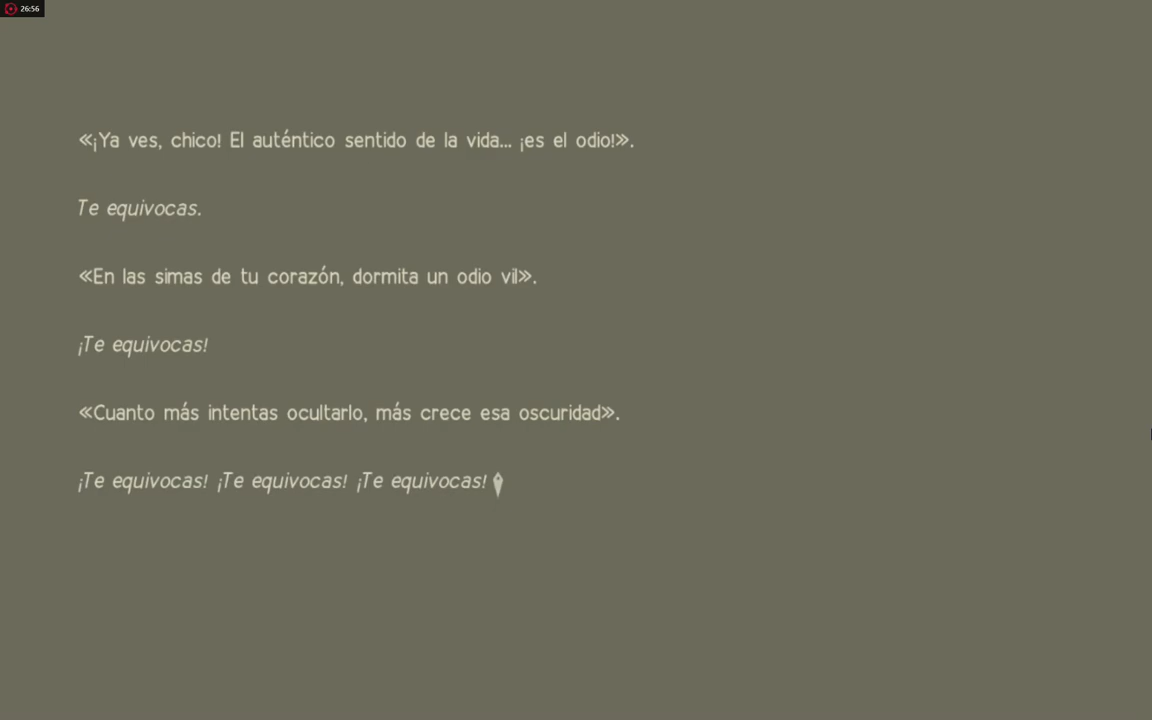 26:56
«¡Ya ves, chico! El auténtico sentido de la vida... ¡es el odio!».
Te equivocas.
«En las simas de tu corazón, dormita un odio vil».
¡Te equivocas!
«Cuanto más intentas ocultarlo, más crece esa oscuridad».
¡Te equivocas! ¡Te equivocas! ¡Te equivocas!